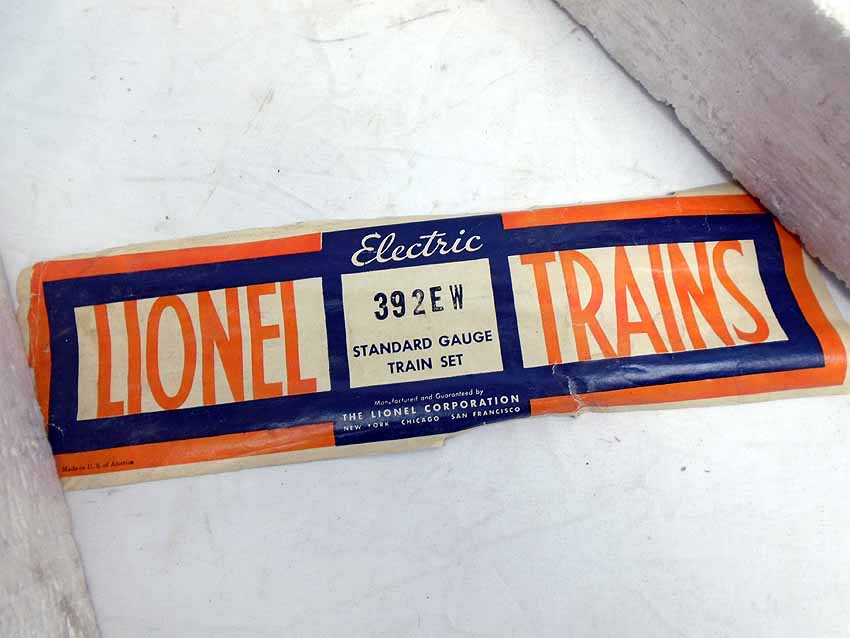 Electric
LIONEL
392EW
TRAINS
STANDARD GAUGE
TRAIN SET
Manufactured and Guaranteed by
THE LIONEL CORPORATION
NEW YORK CHICAGO SAN FRANCISCO
Made in U. S. of America